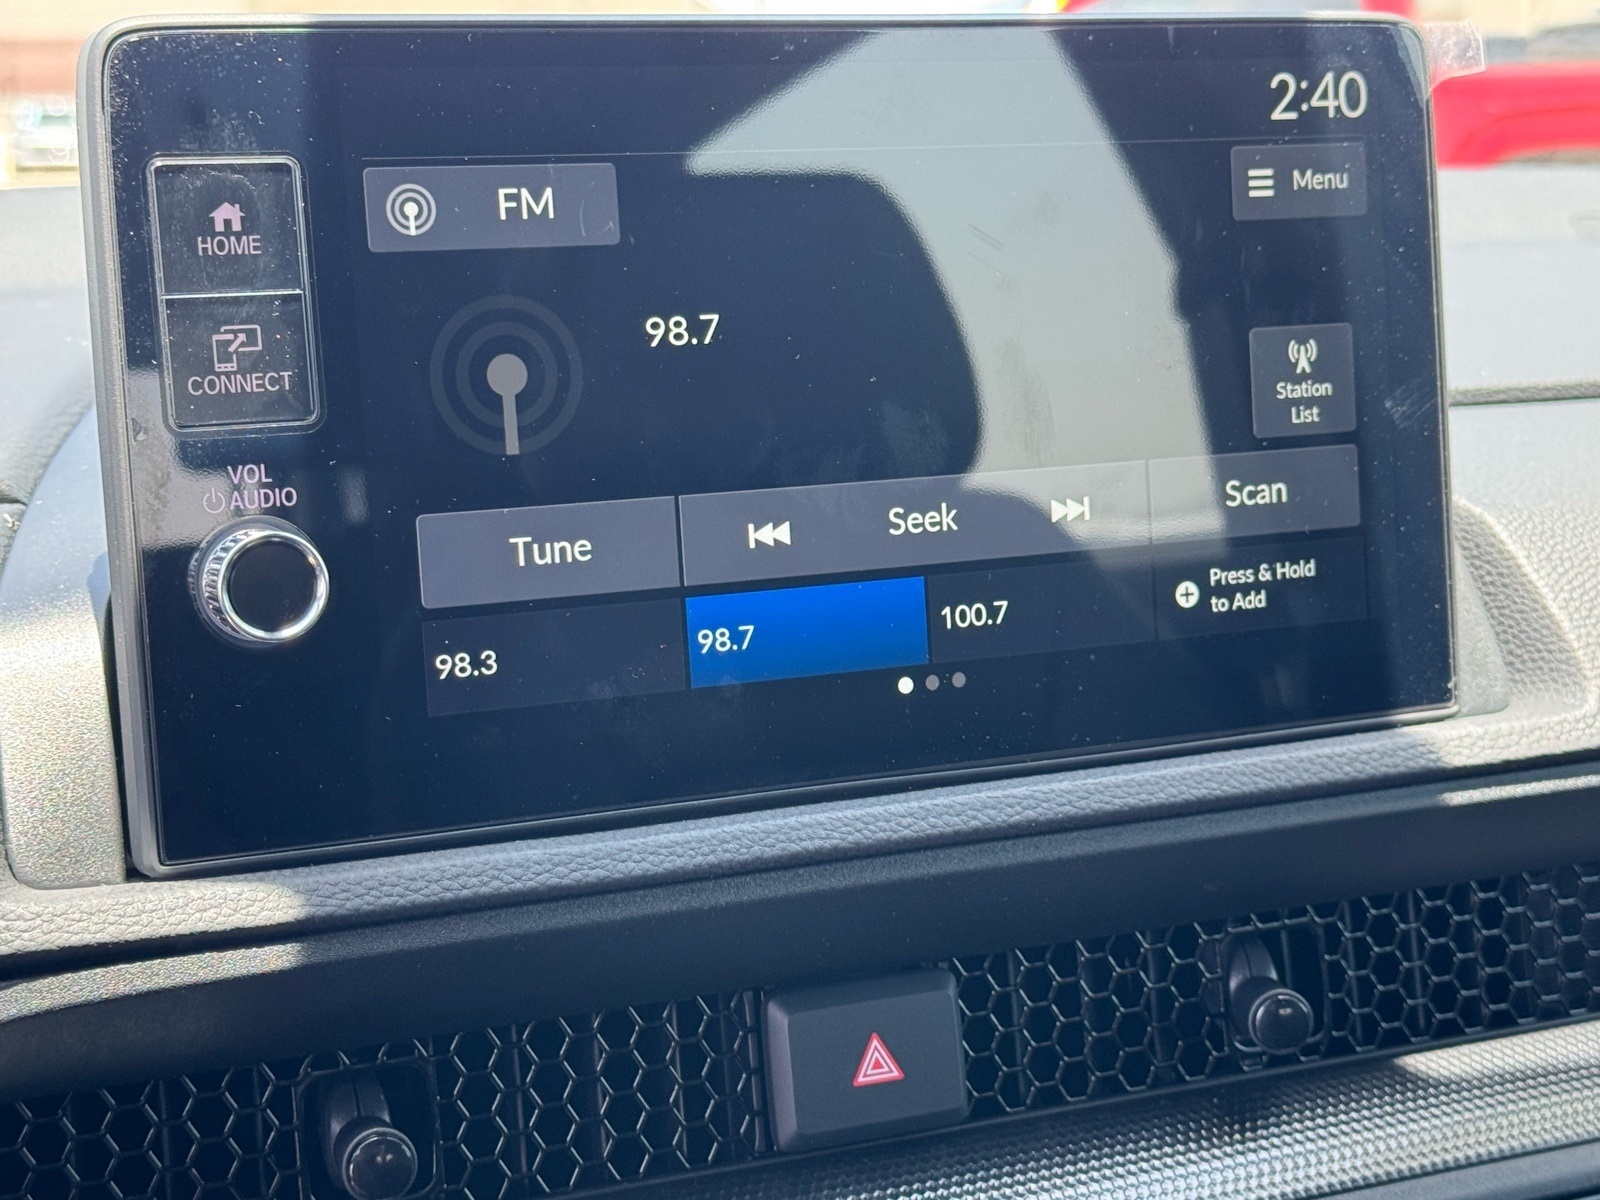 2:40
HOME
FM
Menu
98.7
CONNECT
Station
List
VOL
AUDIO
Tune
Seek
Scan
98.3
98.7
100.7
Press & Hold
to Add